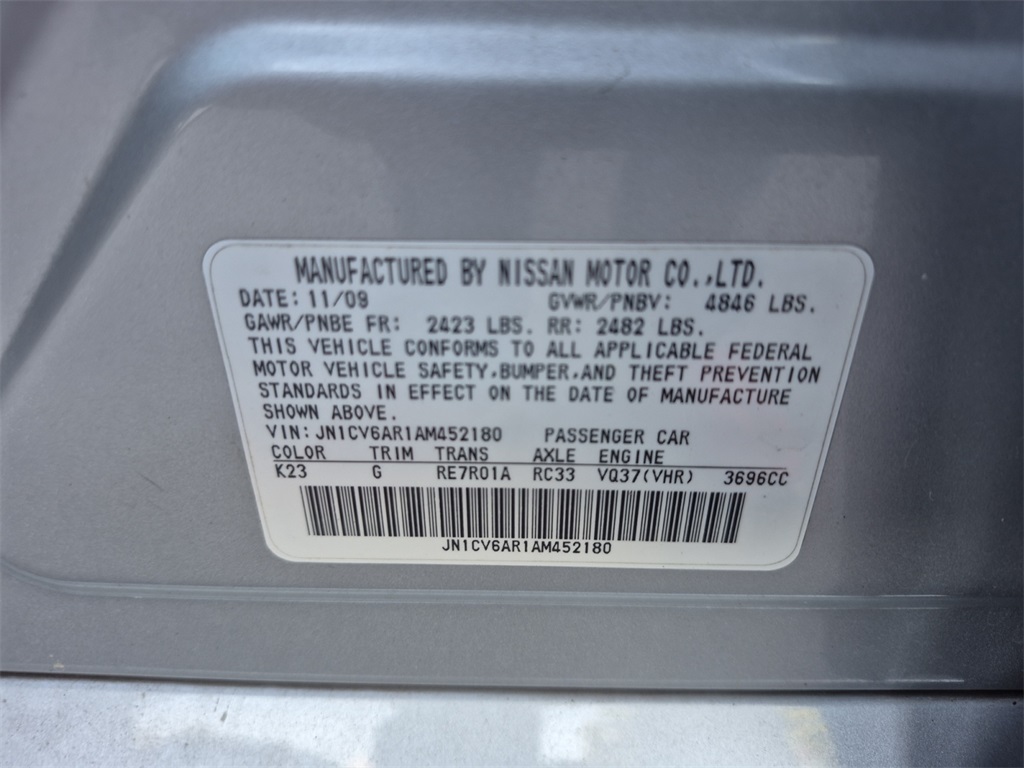 MANUFACTURED BY NISSAN MOTOR CO.,LTD.
DATE: 11/09 GVWR/PNBV: 4846 LBS.
GAWR/PNBE FR: 2423 LBS. RR: 2482 LBS.
THIS VEHICLE CONFORMS TO ALL APPLICABLE FEDERAL
MOTOR VEHICLE SAFETY,BUMPER,AND THEFT PREVENTION
STANDARDS IN EFFECT ON THE DATE OF MANUFACTURE
SHOWN ABOVE.
VIN: JN1CV6AR1AM452180 PASSENGER CAR
COLOR TRIM TRANS AXLE ENGINE
K23 G RE7R01A RC33 VQ37(VHR) 3696CC
JN1CV6AR1AM452180